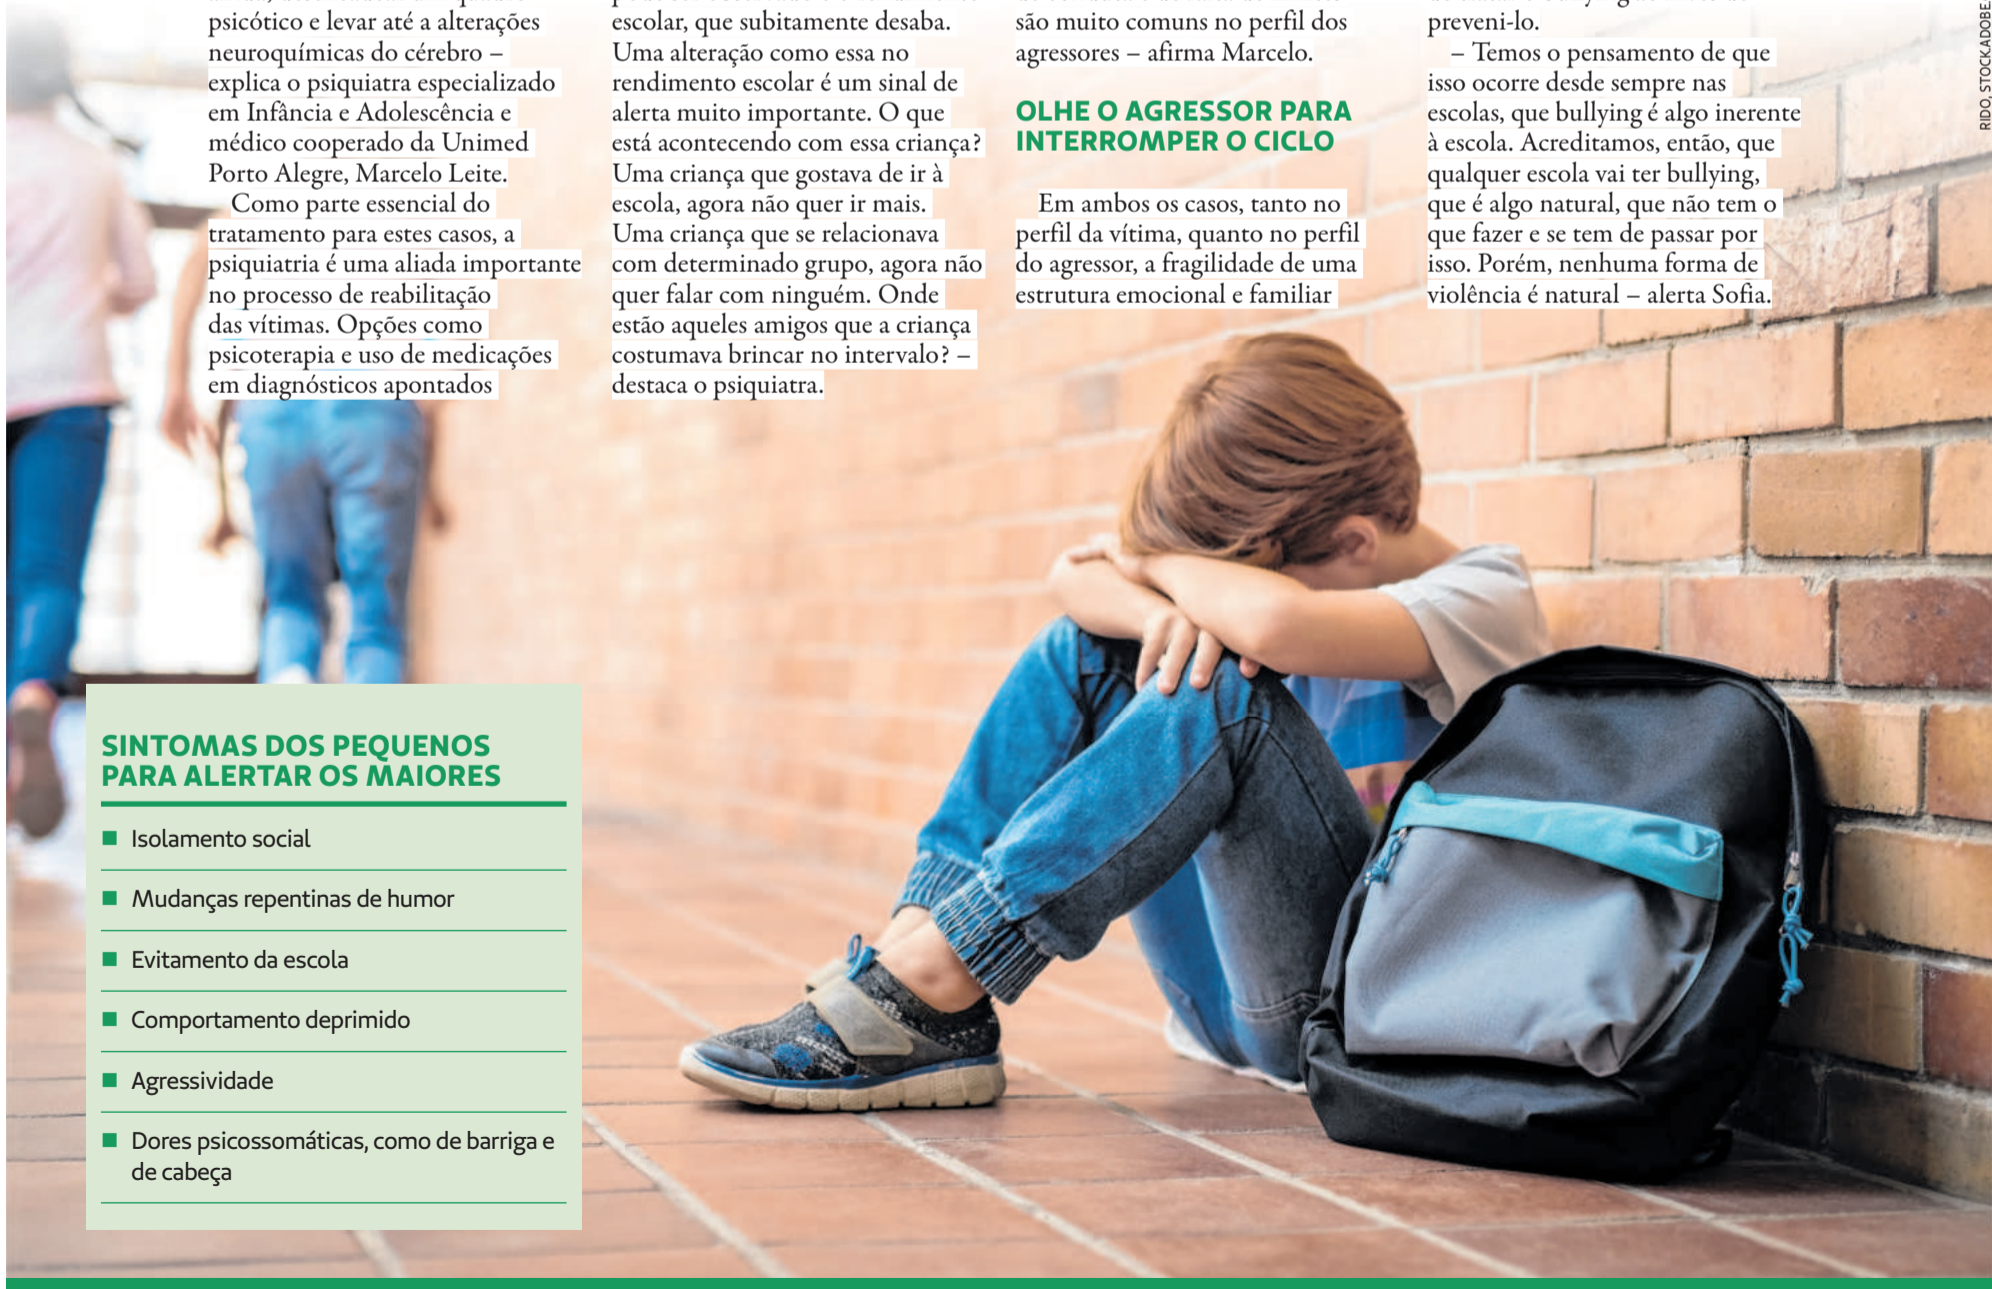 psicótico e levar até a alterações
neuroquímicas do cérebro –
explica o psiquiatra especializado
em Infância e Adolescência e
médico cooperado da Unimed
Porto Alegre, Marcelo Leite.
Como parte essencial do
tratamento para estes casos, a
psiquiatria é uma aliada importante
no processo de reabilitação
das vítimas. Opções como
psicoterapia e uso de medicações
em diagnósticos apontados
escolar, que subitamente desaba.
Uma alteração como essa no
rendimento escolar é um sinal de
alerta muito importante. O que
está acontecendo com essa criança?
Uma criança que gostava de ir à
escola, agora não quer ir mais.
Uma criança que se relacionava
com determinado grupo, agora não
quer falar com ninguém. Onde
estão aqueles amigos que a criança
costumava brincar no intervalo? –
destaca o psiquiatra.
são muito comuns no perfil dos
agressores – afirma Marcelo.
OLHE O AGRESSOR PARA
INTERROMPER O CICLO
Em ambos os casos, tanto no
perfil da vítima, quanto no perfil
do agressor, a fragilidade de uma
estrutura emocional e familiar
preveni-lo.
– Temos o pensamento de que
isso ocorre desde sempre nas
escolas, que bullying é algo inerente
à escola. Acreditamos, então, que
qualquer escola vai ter bullying,
que é algo natural, que não tem o
que fazer e se tem de passar por
isso. Porém, nenhuma forma de
violência é natural – alerta Sofia.
RIDO, STOCK.ADOBE.
SINTOMAS DOS PEQUENOS
PARA ALERTAR OS MAIORES
Isolamento social
Mudanças repentinas de humor
Evitamento da escola
Comportamento deprimido
Agressividade
Dores psicossomáticas, como de barriga e
de cabeça